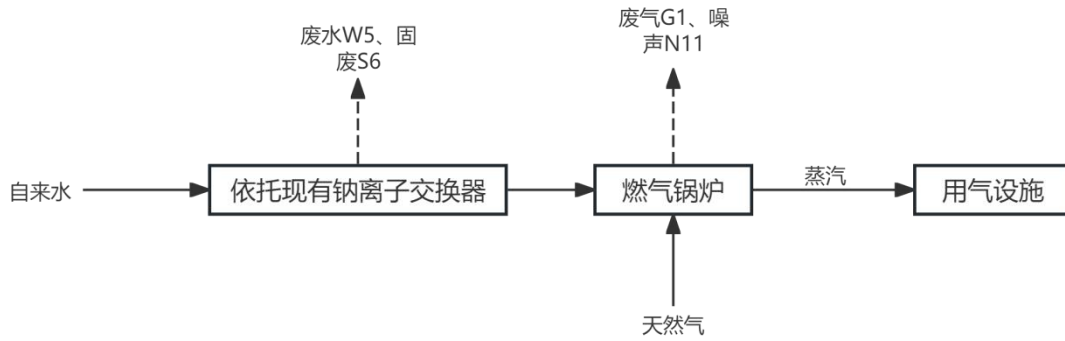 废水W5、固
废S6
废气G1、噪
声N11
自来水
依托现有钠离子交换器
燃气锅炉
蒸汽
用气设施
天然气